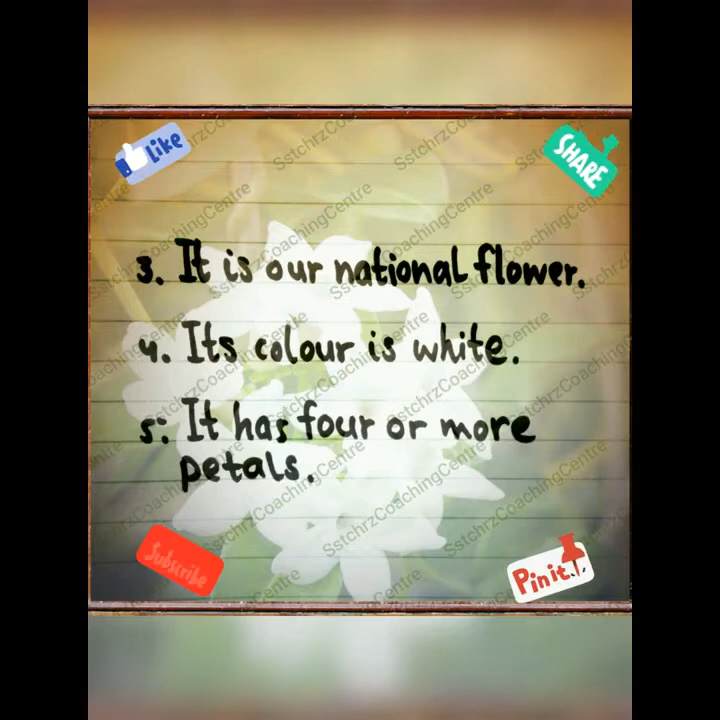 Like
SHARE
3. It is our national flower.
4. Its colour is white.
5. It has four or more
petals.
Subscribe
Pin it.
SstchrzCoachingCentre